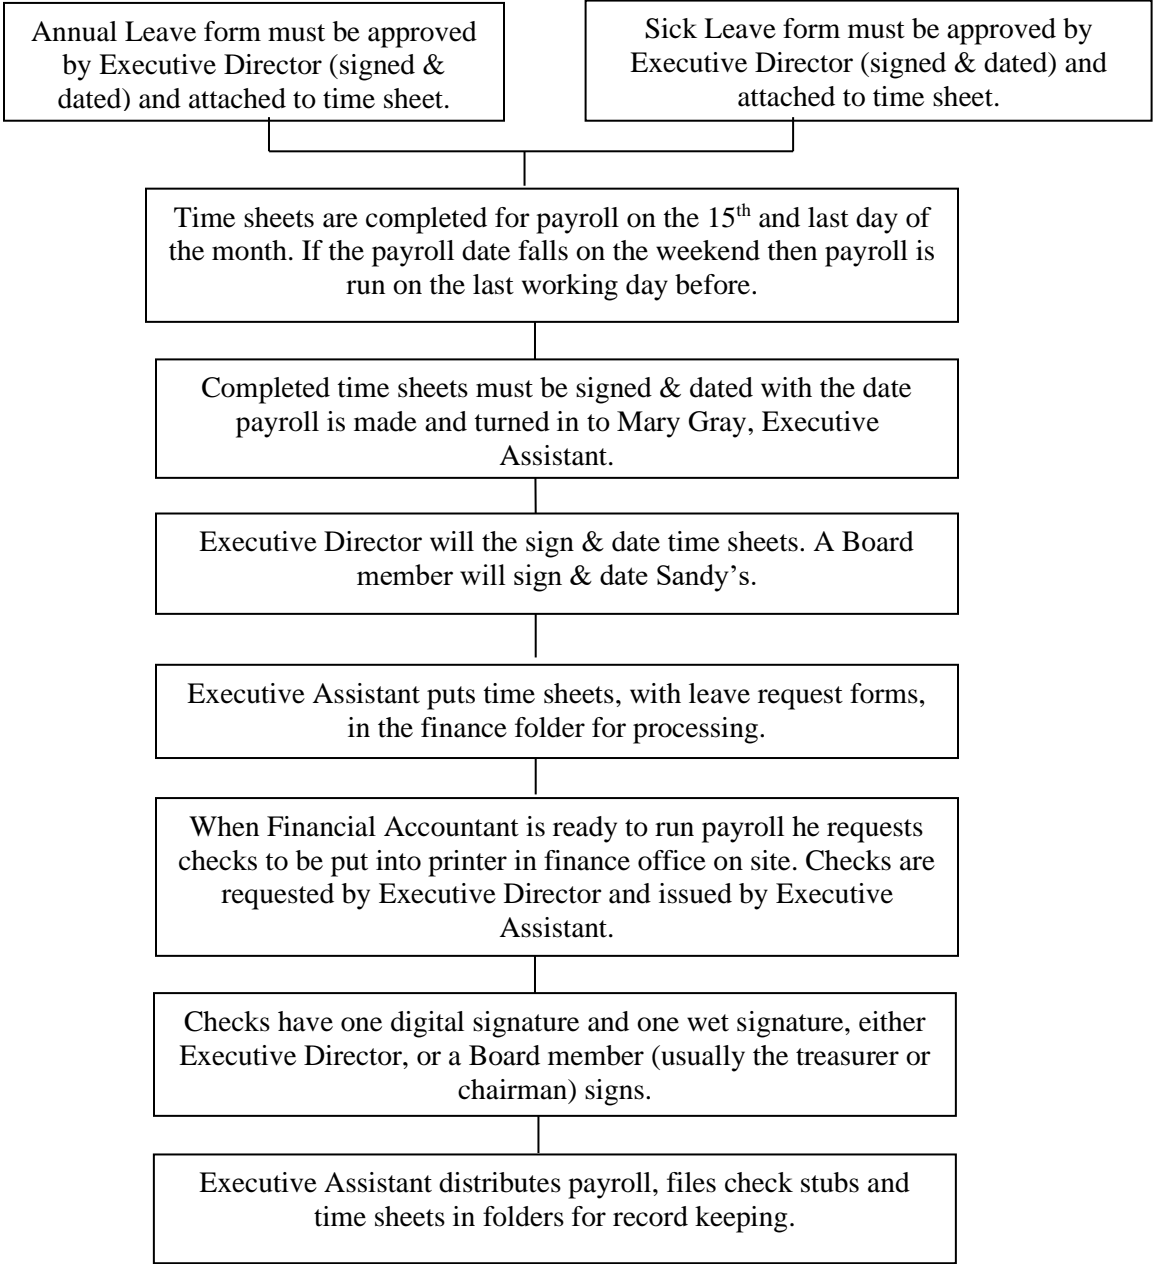 Annual Leave form must be approved
by Executive Director (signed &
dated) and attached to time sheet.
Sick Leave form must be approved by
Executive Director (signed & dated) and
attached to time sheet.
Time sheets are completed for payroll on the 15th and last day of
the month. If the payroll date falls on the weekend then payroll is
run on the last working day before.
Completed time sheets must be signed & dated with the date
payroll is made and turned in to Mary Gray, Executive
Assistant.
Executive Director will the sign & date time sheets. A Board
member will sign & date Sandy’s.
Executive Assistant puts time sheets, with leave request forms,
in the finance folder for processing.
When Financial Accountant is ready to run payroll he requests
checks to be put into printer in finance office on site. Checks are
requested by Executive Director and issued by Executive
Assistant.
Checks have one digital signature and one wet signature, either
Executive Director, or a Board member (usually the treasurer or
chairman) signs.
Executive Assistant distributes payroll, files check stubs and
time sheets in folders for record keeping.